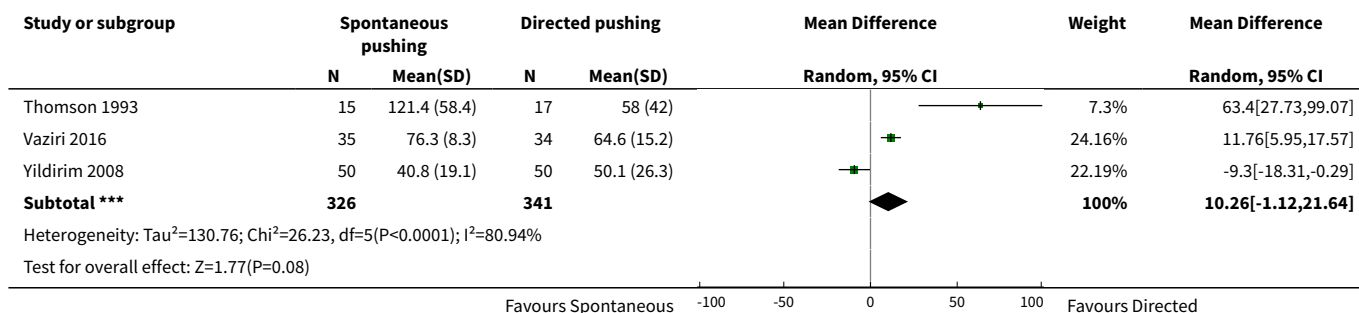 Study or subgroup Spontaneous pushing Directed pushing Mean Difference Weight Mean Difference
N Mean(SD) N Mean(SD) Random, 95% CI Random, 95% CI
Thomson 1993 15 121.4 (58.4) 17 58 (42) 7.3% 63.4[27.73,99.07]
Vaziri 2016 35 76.3 (8.3) 34 64.6 (15.2) 24.16% 11.76[5.95,17.57]
Yildirim 2008 50 40.8 (19.1) 50 50.1 (26.3) 22.19% -9.3[-18.31,-0.29]
Subtotal *** 326 341 100% 10.26[-1.12,21.64]
Heterogeneity: Tau²=130.76; Chi²=26.23, df=5(P<0.0001); I²=80.94%
Test for overall effect: Z=1.77(P=0.08)
Favours Spontaneous -100 -50 0 50 100 Favours Directed